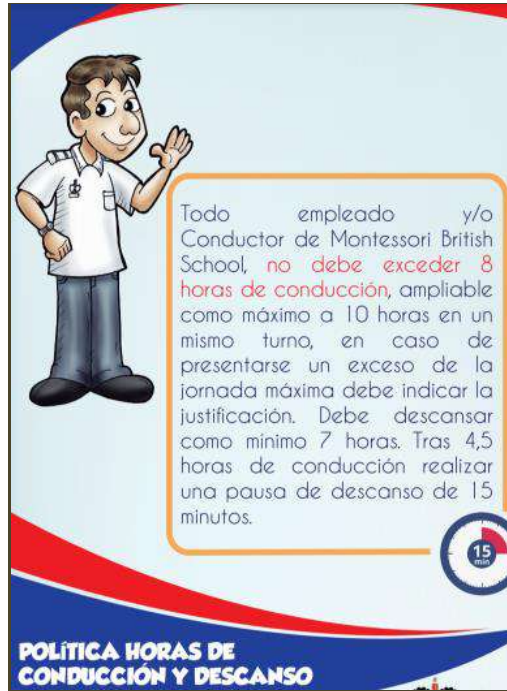 Todo empleado y/o
Conductor de Montessori British
School, no debe exceder 8
horas de conducción, ampliable
como máximo a 10 horas en un
mismo turno, en caso de
presentarse un exceso de la
jornada máxima debe indicar la
justificación. Debe descansar
como mínimo 7 horas. Tras 4,5
horas de conducción realizar
una pausa de descanso de 15
minutos.
15
min
POLÍTICA HORAS DE
CONDUCCIÓN Y DESCANSO